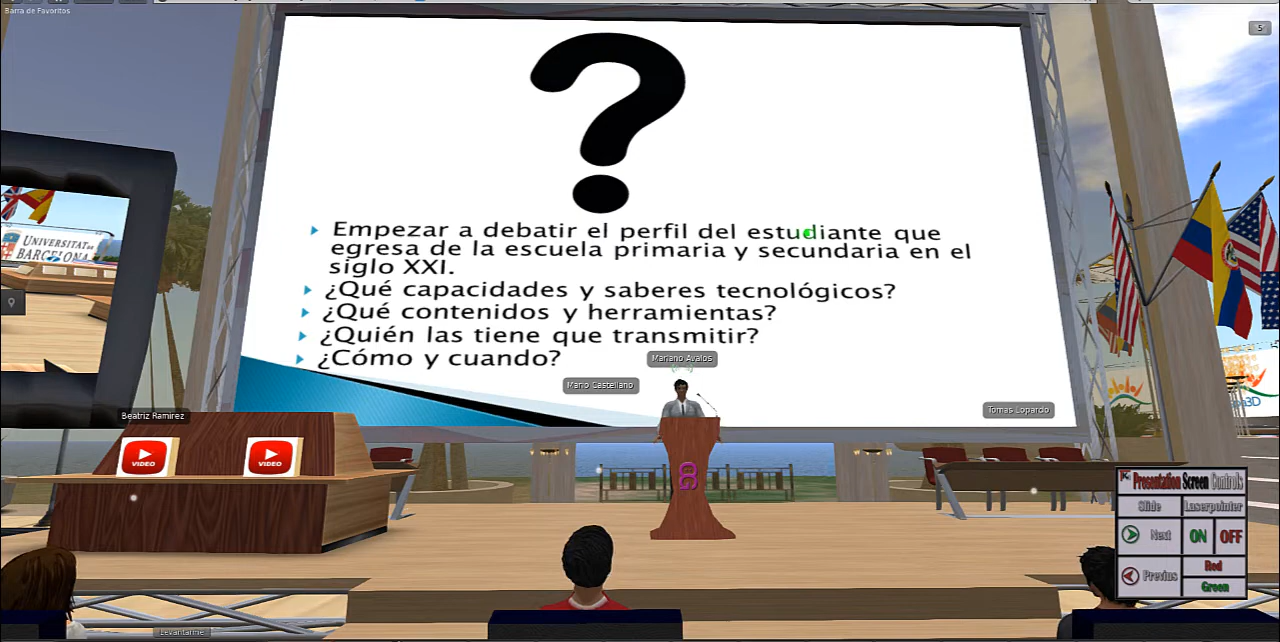 Barra de Favoritos
5
?
Empezar a debatir el perfil del estudiante que
egresa de la escuela primaria y secundaria en el
siglo XXI.
¿Qué capacidades y saberes tecnológicos?
¿Qué contenidos y herramientas?
¿Quién las tiene que transmitir?
¿Cómo y cuando?
UNIVERSITAT DE
BARCELONA
Mariano Avalos
Mario Castellano
Tomas Lopardo
Beatriz Ramirez
VIDEO
VIDEO
Presentation Screen Controls
Slide
Laserpointer
Next
ON
OFF
Previus
Red
Green
Levantarme